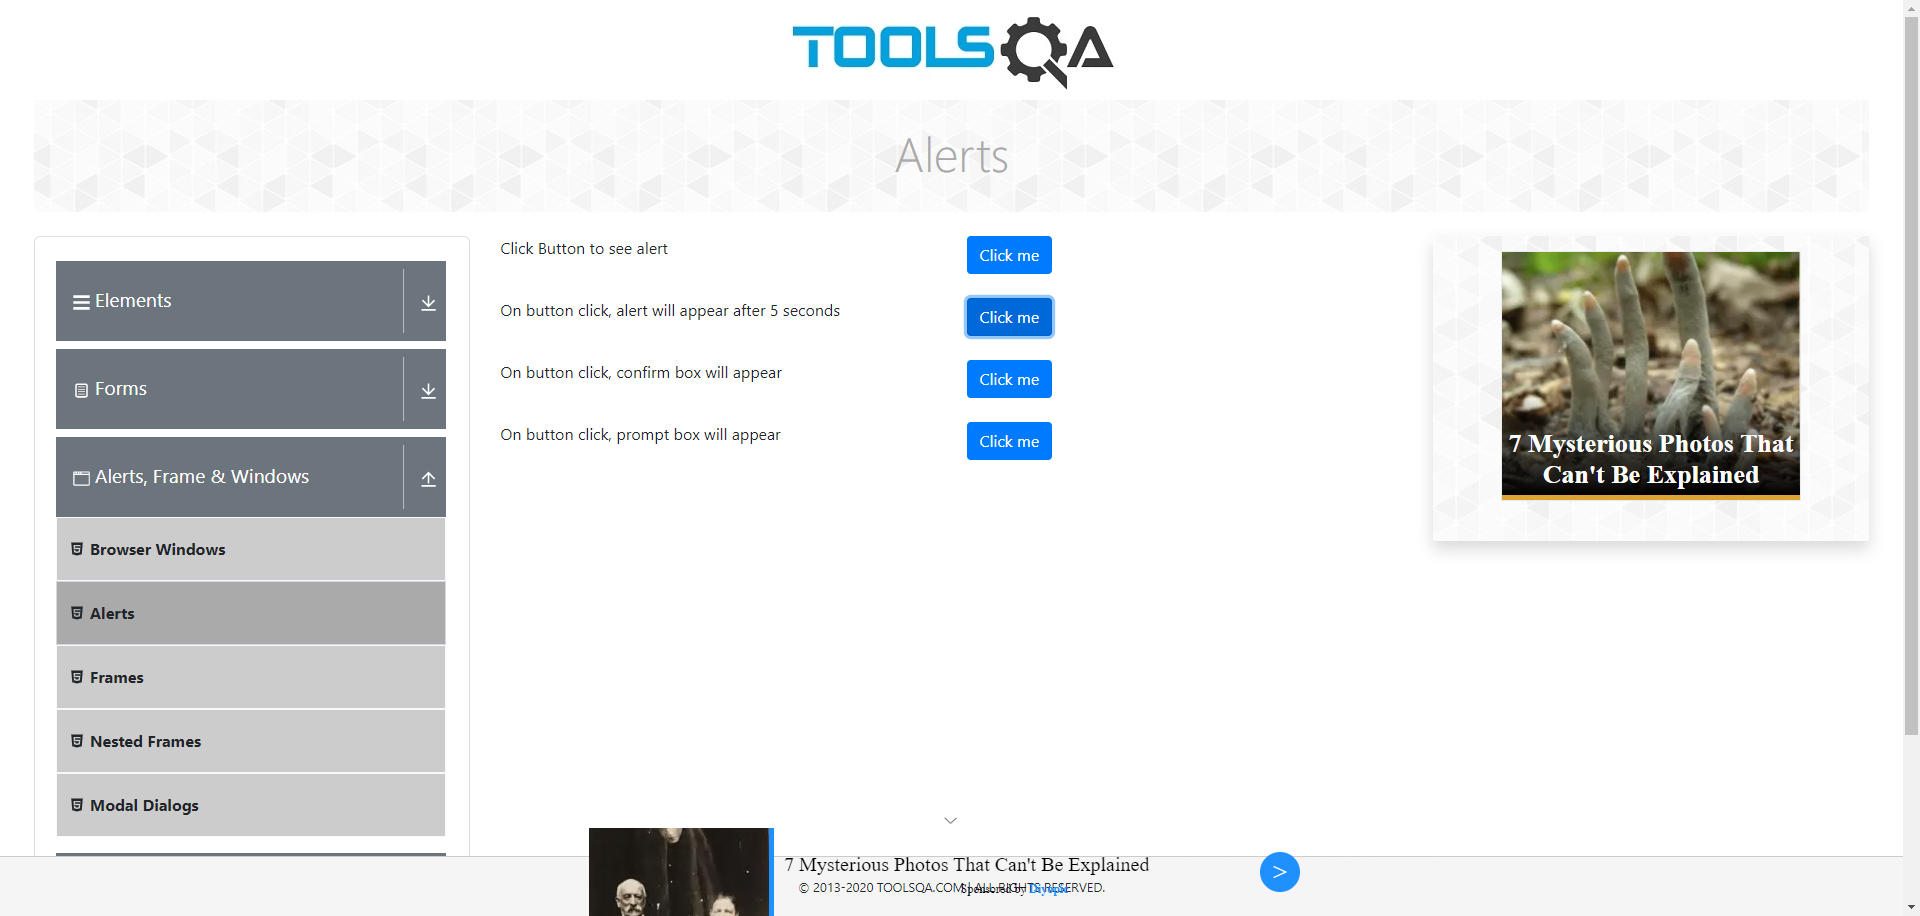 TOOLSQA
Alerts
Elements
Forms
Alerts, Frame & Windows
Browser Windows
Alerts
Frames
Nested Frames
Modal Dialogs
Click Button to see alert
Click me
On button click, alert will appear after 5 seconds
Click me
On button click, confirm box will appear
Click me
On button click, prompt box will appear
Click me
7 Mysterious Photos That
Can't Be Explained
7 Mysterious Photos That Can't Be Explained
© 2013-2020 TOOLSQA.COM | ALL RIGHTS RESERVED.
Sponsored by
>